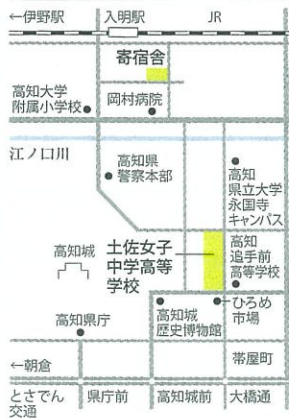 ←伊野駅
入明駅
JR
寄宿舎
高知大学
附属小学校
岡村病院
江ノ口川
高知県
警察本部
高知
県立大学
永国寺
キャンパス
高知城
土佐女子
中学高等
学校
高知
追手前
高等学校
高知城
歴史博物館
ひろめ
市場
高知県庁
帯屋町
←朝倉
とさでん
交通
県庁前
高知城前
大橋通